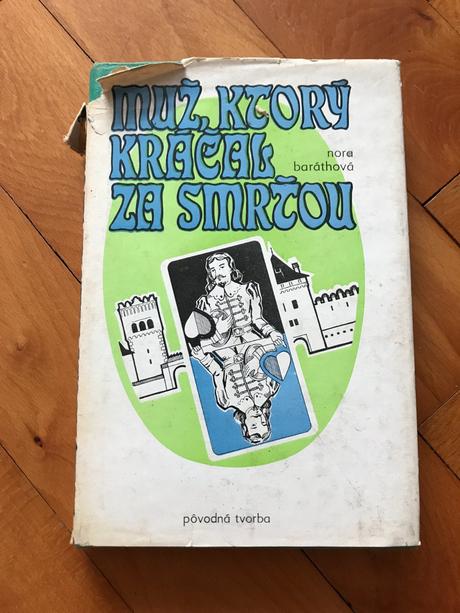 MUŽ, KTORÝ
KRÁČAL
ZA SMRŤOU
nora
baráthová
pôvodná tvorba